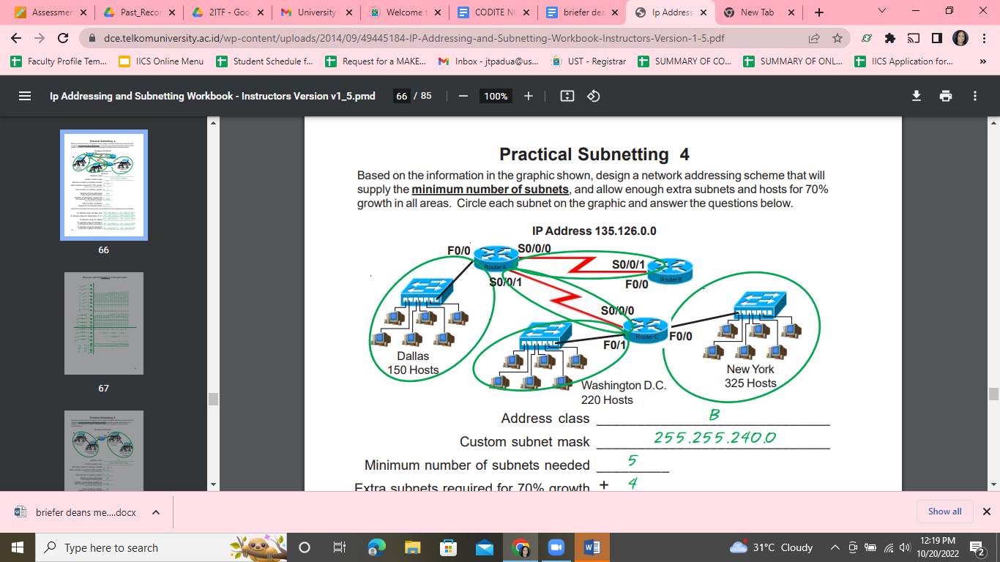 Assessmen
Past_Recor
2ITF - Goo
University
Welcome t
CODITE NO
briefer dea
Ip Address
New Tab
dce.telkomuniversity.ac.id/wp-content/uploads/2014/09/49445184-IP-Addressing-and-Subnetting-Workbook-Instructors-Version-1-5.pdf
Faculty Profile Tem...
IICS Online Menu
Student Schedule f...
Request for a MAKE...
Inbox - jtpadua@us...
UST - Registrar
SUMMARY OF CO...
SUMMARY OF ONL...
IICS Application for...
Ip Addressing and Subnetting Workbook - Instructors Version v1_5.pmd
66 / 85
100%
66
67
Practical Subnetting 4
Based on the information in the graphic shown, design a network addressing scheme that will
supply the minimum number of subnets, and allow enough extra subnets and hosts for 70%
growth in all areas. Circle each subnet on the graphic and answer the questions below.
IP Address 135.126.0.0
F0/0
S0/0/0
Router A
S0/0/1
S0/0/1
Router B
F0/0
S0/0/0
Router C
F0/1
F0/0
Dallas
150 Hosts
Washington D.C.
220 Hosts
New York
325 Hosts
Address class B
Custom subnet mask 255.255.240.0
Minimum number of subnets needed 5
Extra subnets required for 70% growth + 4
briefer deans me....docx
Show all
Type here to search
31°C Cloudy
12:19 PM
10/20/2022
2